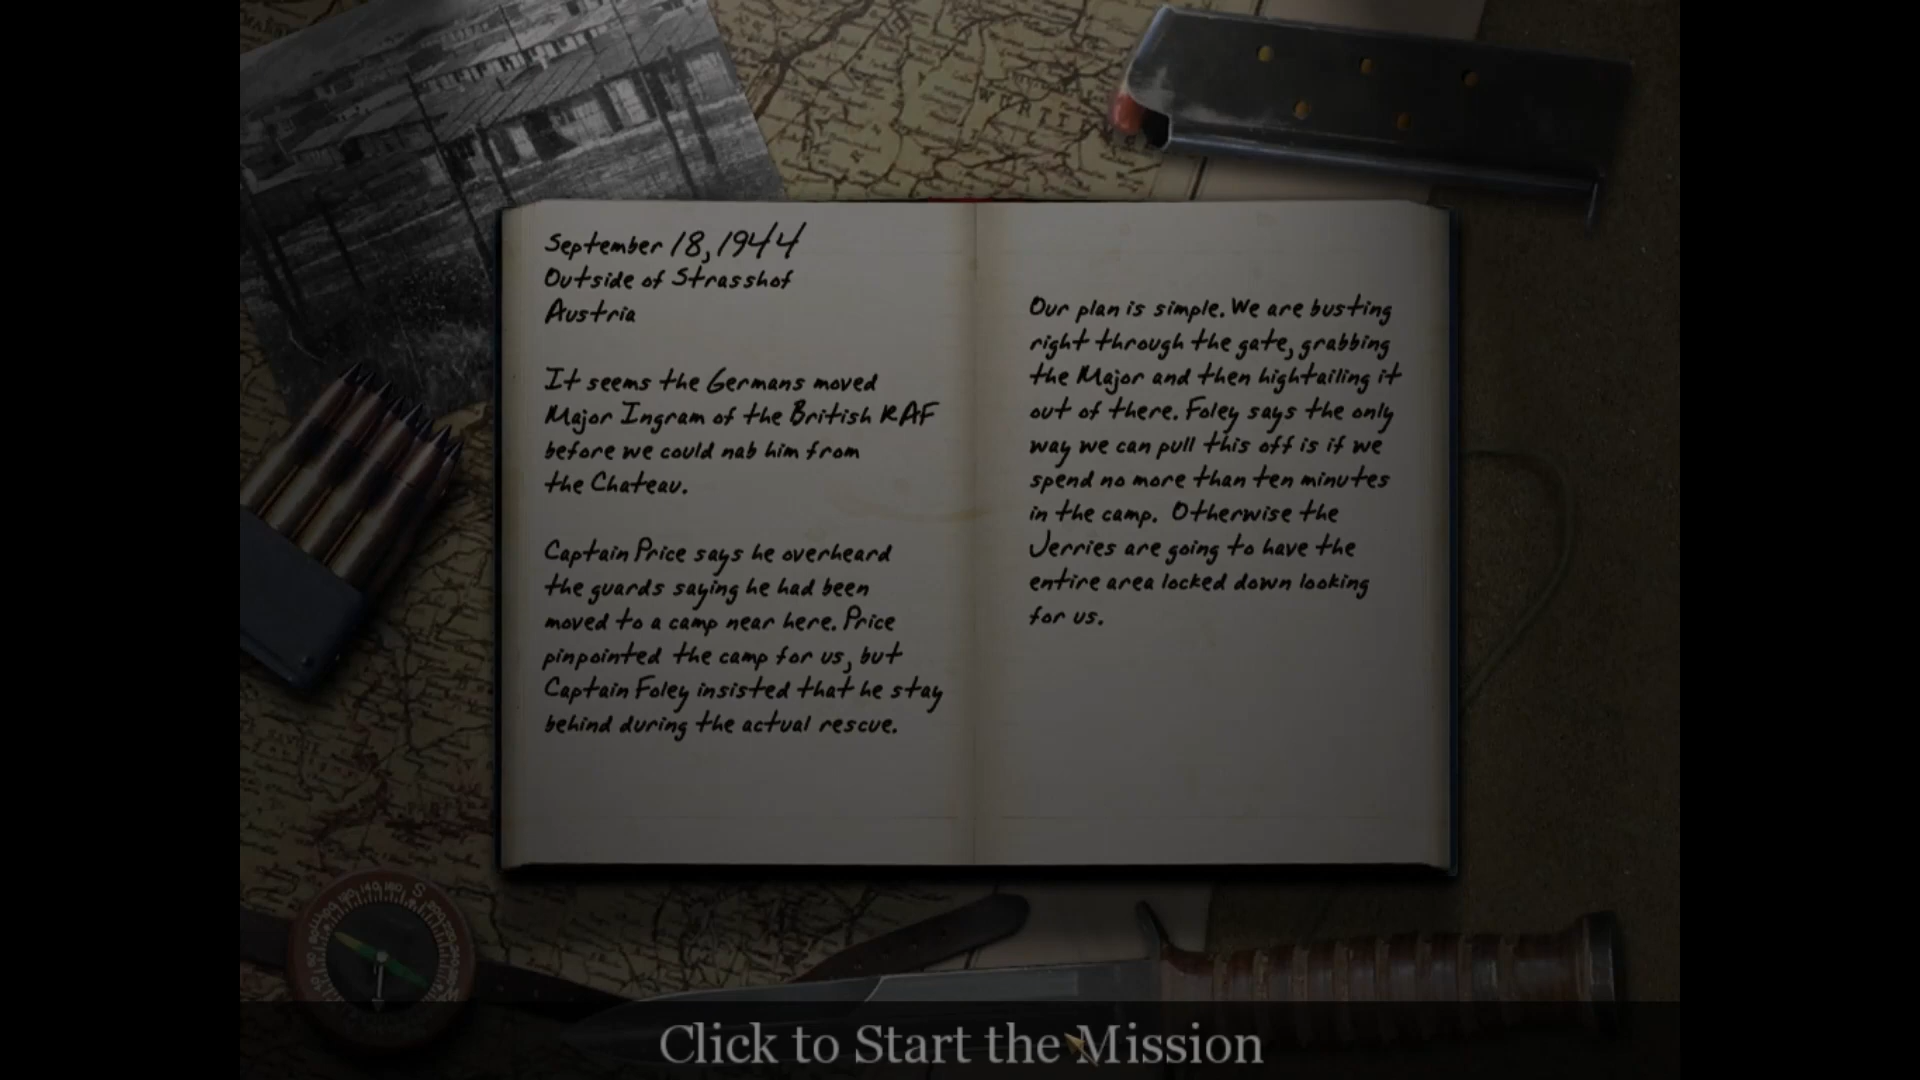 September 18, 1944
Outside of Strasshof
Austria
It seems the Germans moved
Major Ingram of the British RAF
before we could nab him from
the Chateau.
Captain Price says he overheard
the guards saying he had been
moved to a camp near here. Price
pinpointed the camp for us, but
Captain Foley insisted that he stay
behind during the actual rescue.
Our plan is simple. We are busting
right through the gate, grabbing
the Major and then hightailing it
out of there. Foley says the only
way we can pull this off is if we
spend no more than ten minutes
in the camp. Otherwise the
Jerries are going to have the
entire area locked down looking
for us.
Click to Start the Mission